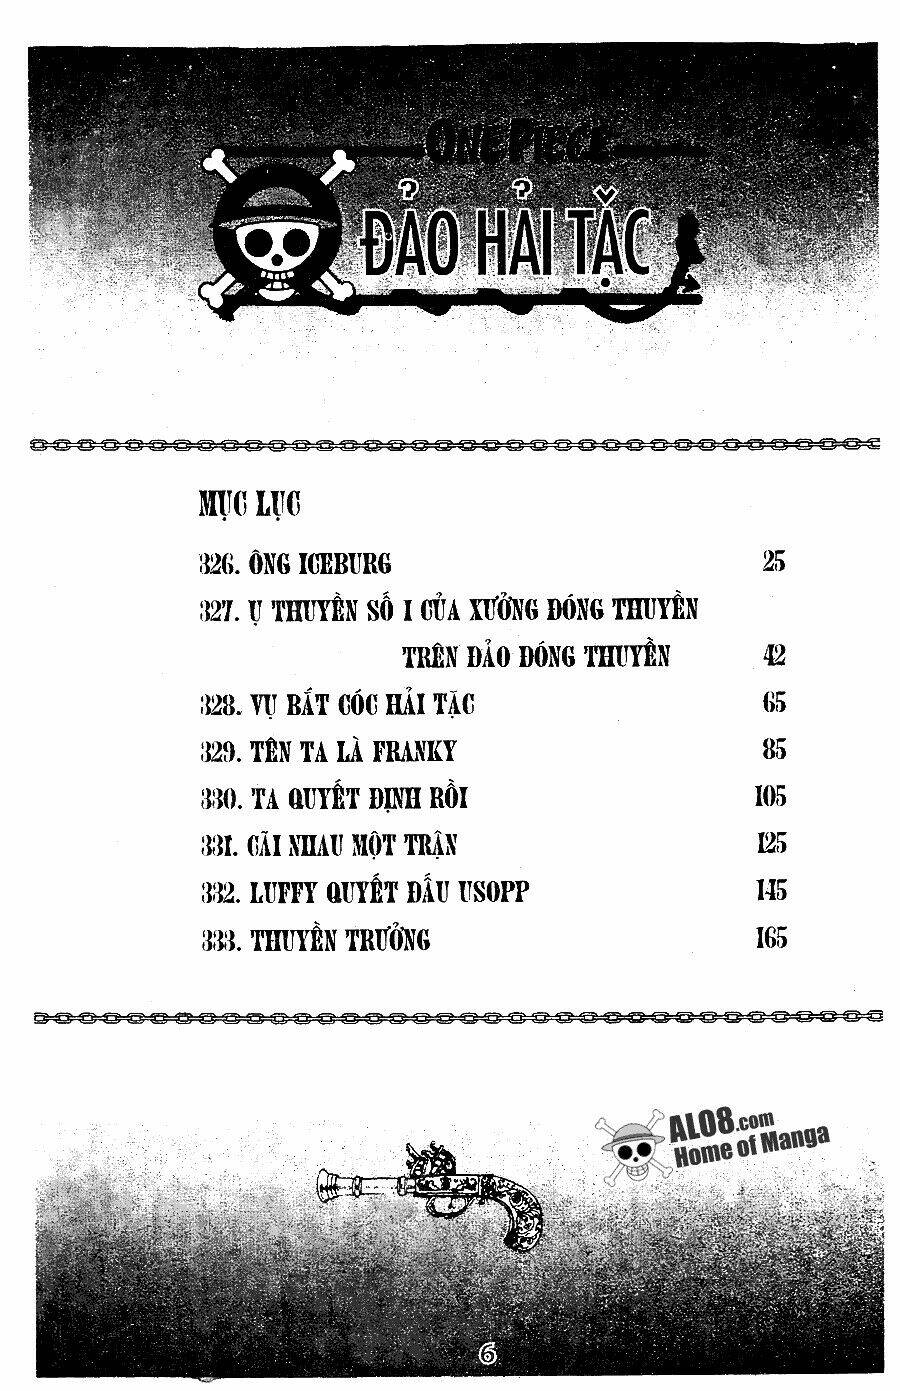 ONE PIECE
ĐẢO HẢI TẶC
MỤC LỤC
326. ÔNG ICEBURG 25
327. Ụ THUYỀN SỐ 1 CỦA XƯỞNG ĐÓNG THUYỀN
TRÊN ĐẢO ĐÓNG THUYỀN 42
328. VỤ BẮT CÓC HẢI TẶC 65
329. TÊN TA LÀ FRANKY 85
330. TA QUYẾT ĐỊNH RỒI 105
331. CÃI NHAU MỘT TRẬN 125
332. LUFFY QUYẾT ĐẤU USOPP 145
333. THUYỀN TRƯỞNG 165
ALO8.com
Home of Manga
6